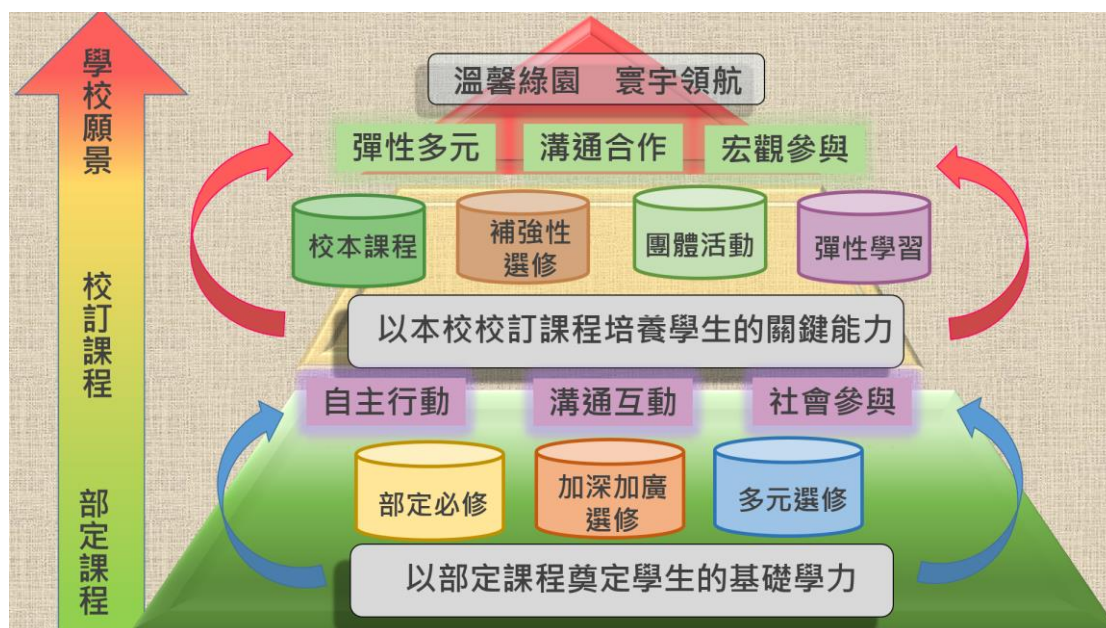 學校願景
校訂課程
部定課程
溫馨綠園 寰宇領航
彈性多元 溝通合作 宏觀參與
校本課程
補強性
選修
團體活動
彈性學習
以本校校訂課程培養學生的關鍵能力
自主行動 溝通互動 社會參與
部定必修
加深加廣
選修
多元選修
以部定課程奠定學生的基礎學力